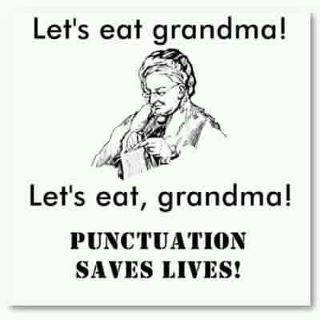 Let's eat grandma!
Let's eat, grandma!
PUNCTUATION
SAVES LIVES!